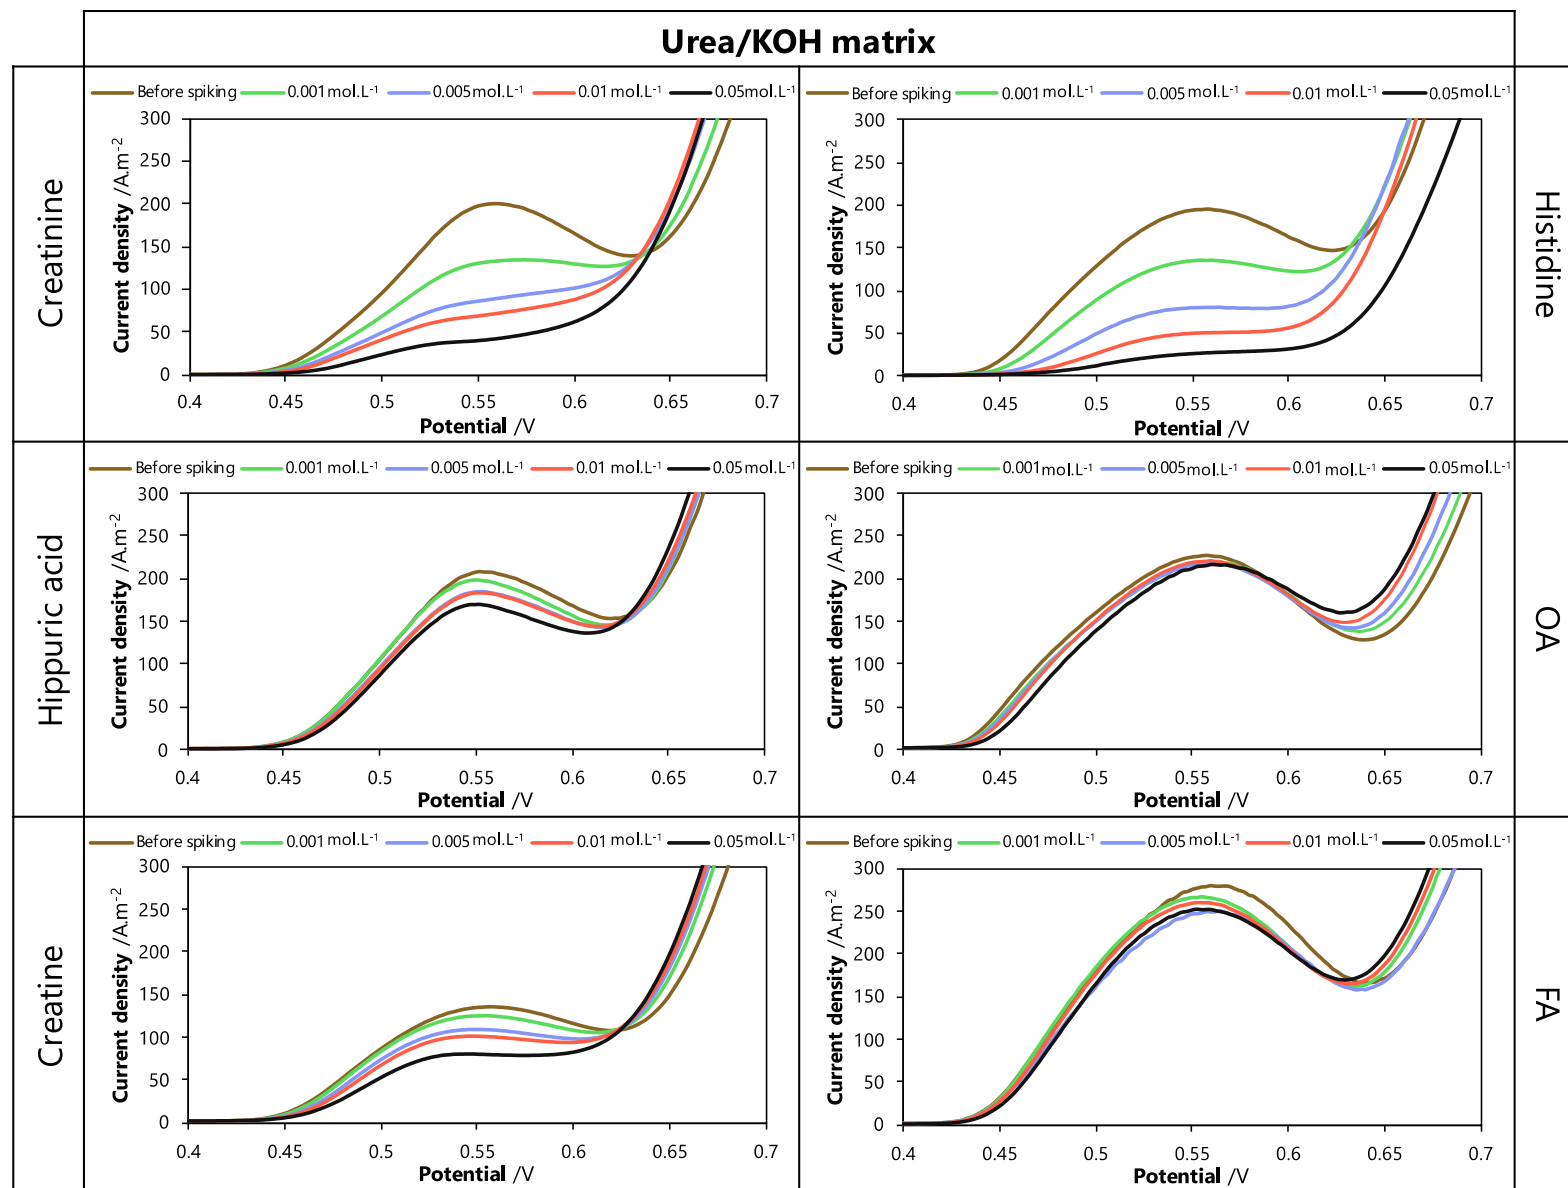 Urea/KOH matrix
Creatinine
Before spiking 0.001 mol.L⁻¹ 0.005 mol.L⁻¹ 0.01 mol.L⁻¹ 0.05mol.L⁻¹
Current density /A.m⁻²
300
250
200
150
100
50
0
0.4 0.45 0.5 0.55 0.6 0.65 0.7
Potential /V
Before spiking 0.001 mol.L⁻¹ 0.005 mol.L⁻¹ 0.01 mol.L⁻¹ 0.05mol.L⁻¹
Current density /A.m⁻²
300
250
200
150
100
50
0
0.4 0.45 0.5 0.55 0.6 0.65 0.7
Potential /V
Histidine
Hippuric acid
Before spiking 0.001 mol.L⁻¹ 0.005 mol.L⁻¹ 0.01 mol.L⁻¹ 0.05mol.L⁻¹
Current density /A.m⁻²
300
250
200
150
100
50
0
0.4 0.45 0.5 0.55 0.6 0.65 0.7
Potential /V
Before spiking 0.001 mol.L⁻¹ 0.005 mol.L⁻¹ 0.01 mol.L⁻¹ 0.05mol.L⁻¹
Current density /A.m⁻²
300
250
200
150
100
50
0
0.4 0.45 0.5 0.55 0.6 0.65 0.7
Potential /V
OA
Creatine
Before spiking 0.001 mol.L⁻¹ 0.005 mol.L⁻¹ 0.01 mol.L⁻¹ 0.05mol.L⁻¹
Current density /A.m⁻²
300
250
200
150
100
50
0
0.4 0.45 0.5 0.55 0.6 0.65 0.7
Potential /V
Before spiking 0.001 mol.L⁻¹ 0.005 mol.L⁻¹ 0.01 mol.L⁻¹ 0.05mol.L⁻¹
Current density /A.m⁻²
300
250
200
150
100
50
0
0.4 0.45 0.5 0.55 0.6 0.65 0.7
Potential /V
FA